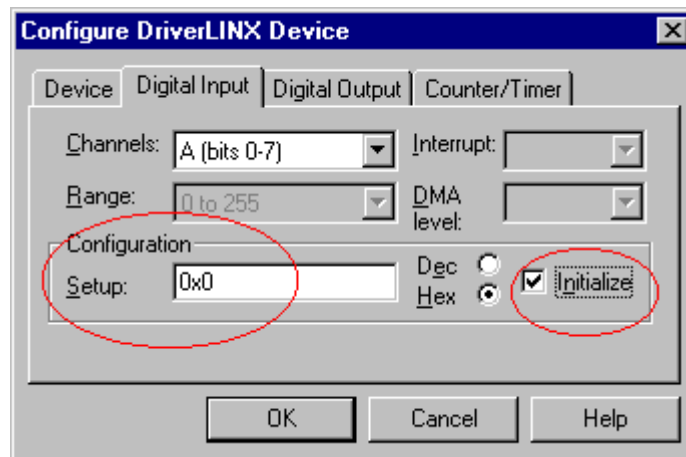 Configure DriverLINX Device
Device Digital Input Digital Output Counter/Timer
Channels: A (bits 0-7) Interrupt:
Range: 0 to 255 DMA level:
Configuration
Setup: 0x0 Dec Hex Initialize
OK Cancel Help